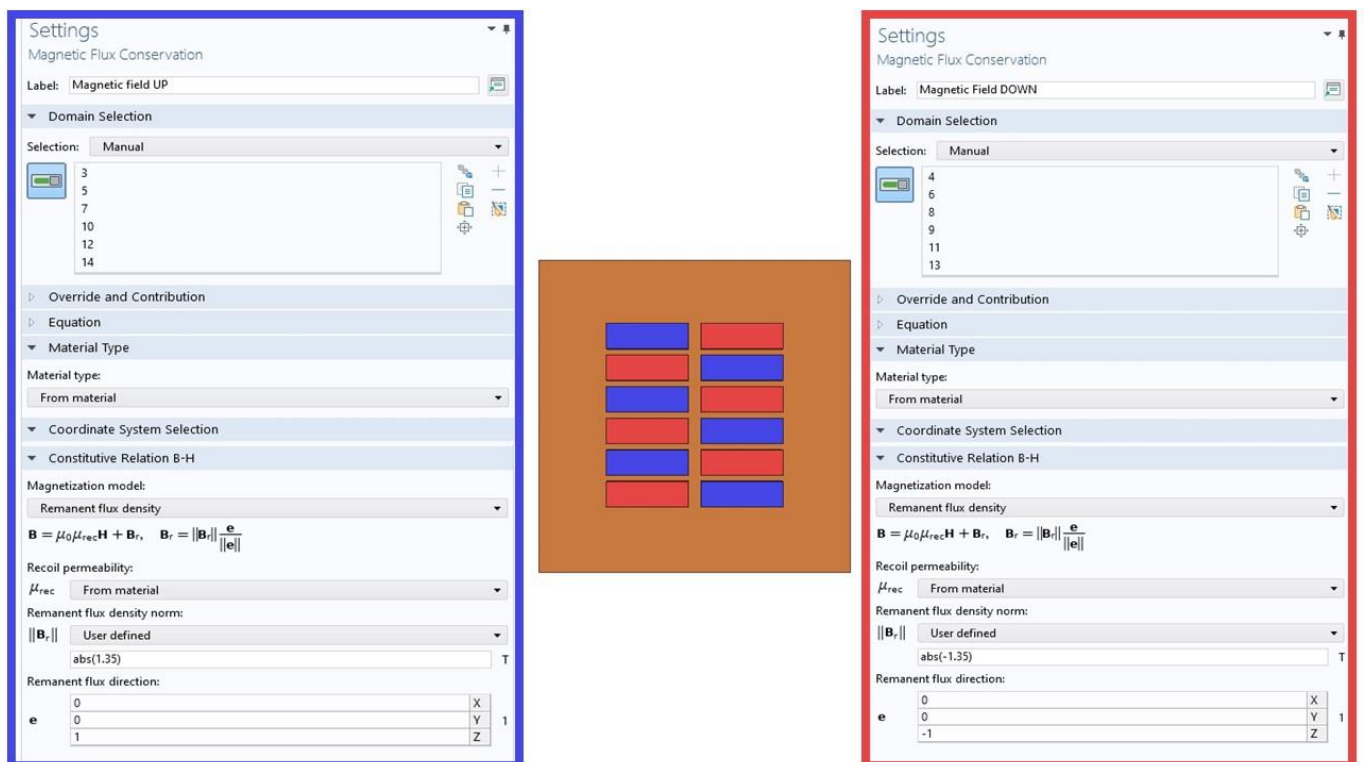 Settings
Magnetic Flux Conservation
Label: Magnetic field UP
Domain Selection
Selection: Manual
3
5
7
10
12
14
Override and Contribution
Equation
Material Type
Material type:
From material
Coordinate System Selection
Constitutive Relation B-H
Magnetization model:
Remanent flux density
B = μ₀μrecH + Bᵣ, Bᵣ = ||Bᵣ|| e/||e||
Recoil permeability:
μrec From material
Remanent flux density norm:
||Bᵣ|| User defined
abs(1.35) T
Remanent flux direction:
0 X
e 0 Y 1
1 Z
Settings
Magnetic Flux Conservation
Label: Magnetic Field DOWN
Domain Selection
Selection: Manual
4
6
8
9
11
13
Override and Contribution
Equation
Material Type
Material type:
From material
Coordinate System Selection
Constitutive Relation B-H
Magnetization model:
Remanent flux density
B = μ₀μrecH + Bᵣ, Bᵣ = ||Bᵣ|| e/||e||
Recoil permeability:
μrec From material
Remanent flux density norm:
||Bᵣ|| User defined
abs(-1.35) T
Remanent flux direction:
0 X
e 0 Y 1
-1 Z